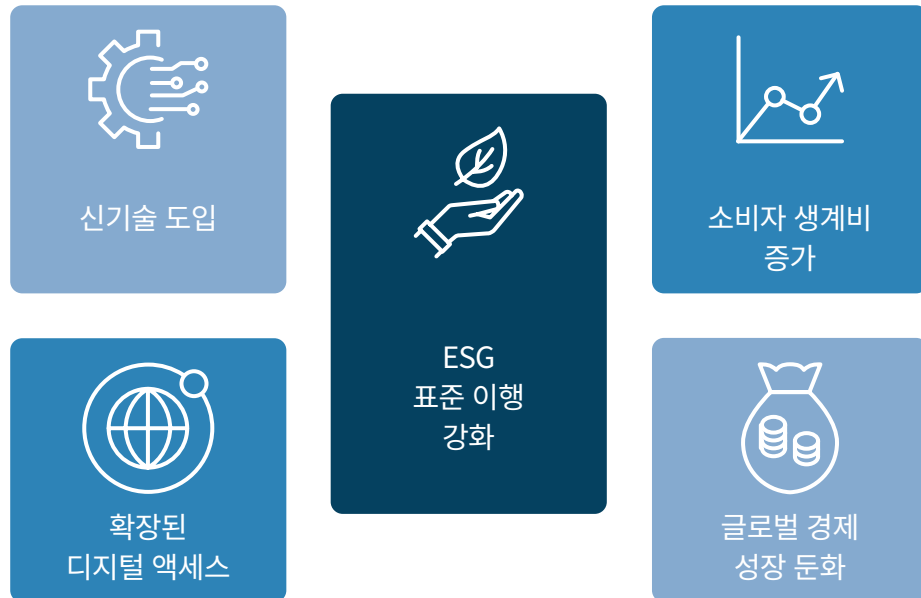 신기술 도입
확장된
디지털 액세스
ESG
표준 이행
강화
소비자 생계비
증가
글로벌 경제
성장 둔화